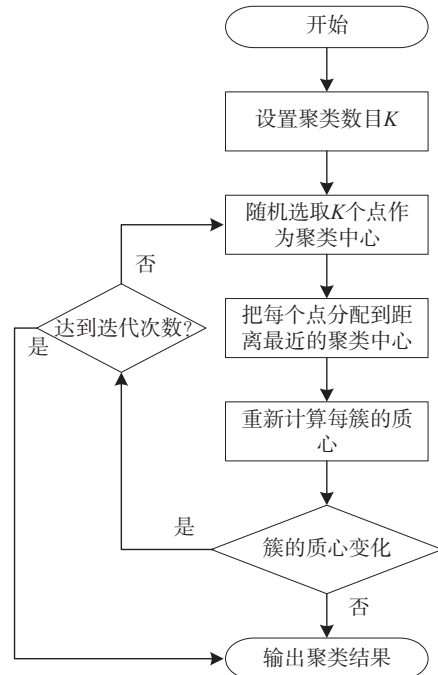 开始
设置聚类数目K
随机选取K个点作
为聚类中心
否
达到迭代次数?
是
把每个点分配到距
离最近的聚类中心
重新计算每簇的质
心
是
簇的质心变化
否
输出聚类结果